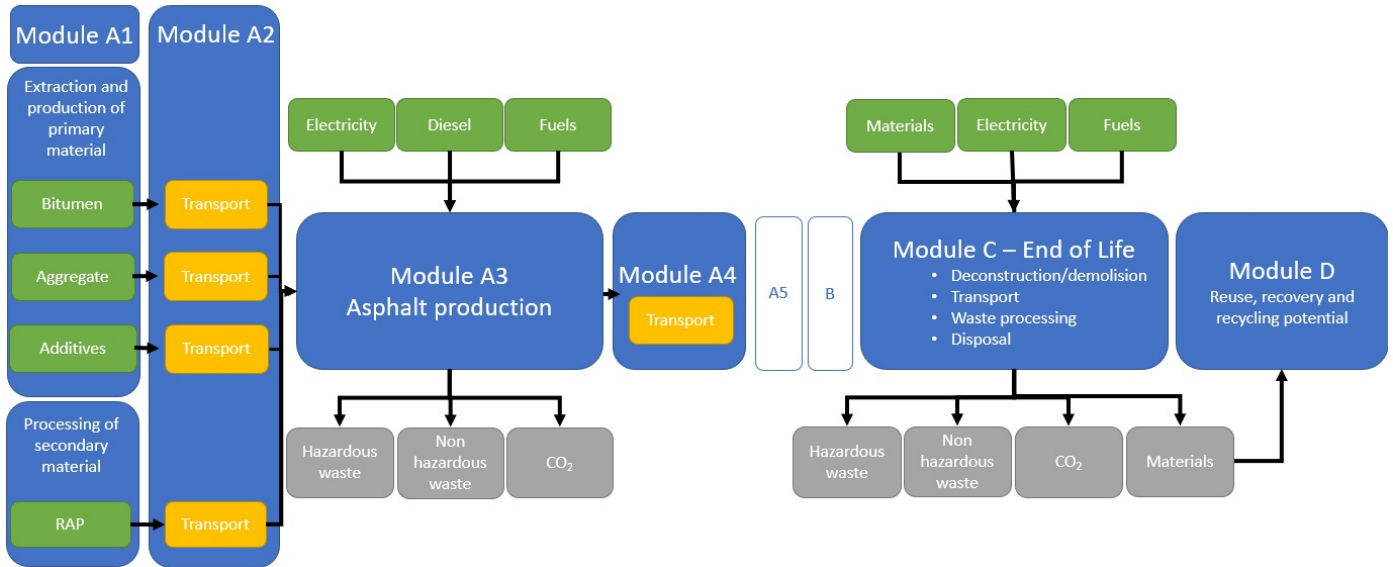 Module A1
Extraction and
production of
primary
material
Bitumen
Aggregate
Additives
Processing of
secondary
material
RAP
Module A2
Transport
Transport
Transport
Transport
Electricity
Diesel
Fuels
Module A3
Asphalt production
Hazardous
waste
Non
hazardous
waste
CO₂
Module A4
Transport
A5
B
Materials
Electricity
Fuels
Module C – End of Life
• Deconstruction/demolision
• Transport
• Waste processing
• Disposal
Hazardous
waste
Non
hazardous
waste
CO₂
Materials
Module D
Reuse, recovery and
recycling potential